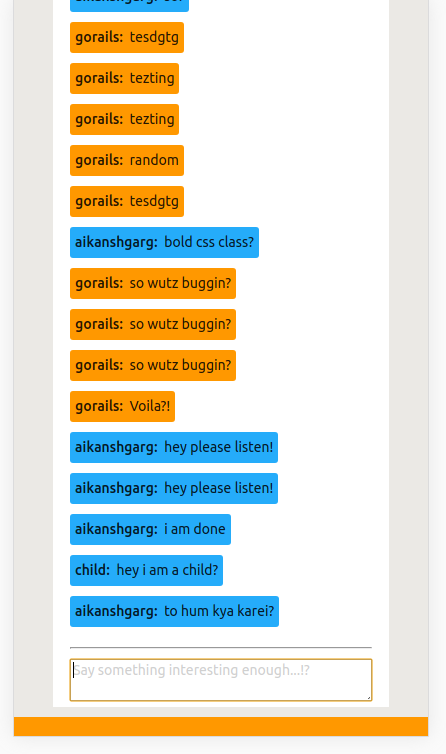 gorails: tesdgtg
gorails: tezting
gorails: tezting
gorails: random
gorails: tesdgtg
aikanshgarg: bold css class?
gorails: so wutz buggin?
gorails: so wutz buggin?
gorails: so wutz buggin?
gorails: Voila?!
aikanshgarg: hey please listen!
aikanshgarg: hey please listen!
aikanshgarg: i am done
child: hey i am a child?
aikanshgarg: to hum kya karei?
Say something interesting enough...!?